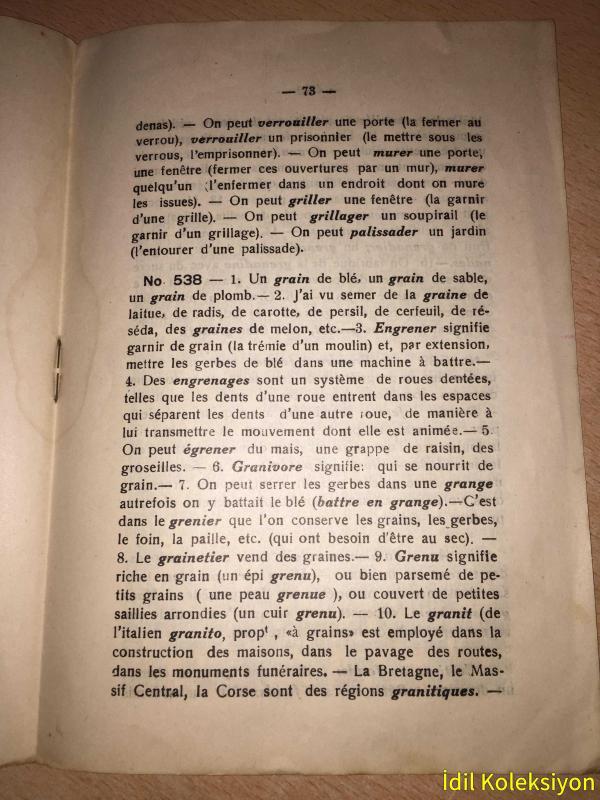 — 73 —
denas). — On peut verrouiller une porte (la fermer au
verrou), verrouiller un prisonnier (le mettre sous les
verrous, l'emprisonner). — On peut murer une porte,
une fenêtre (fermer ces ouvertures par un mur), murer
quelqu'un (l'enfermer dans un endroit dont on mure
les issues). — On peut griller une fenêtre (la garnir
d'une grille). — On peut grillager un soupirail (le
garnir d'un grillage). — On peut palissader un jardin
(l'entourer d'une palissade).
No 538 — 1. Un grain de blé, un grain de sable,
un grain de plomb.— 2. J'ai vu semer de la graine de
laitue, de radis, de carotte, de persil, de cerfeuil, de ré-
séda, des graines de melon, etc.—3. Engrener signifie
garnir de grain (la trémie d'un moulin) et, par extension,
mettre les gerbes de blé dans une machine à battre.—
4. Des engrenages sont un système de roues dentées,
telles que les dents d'une roue entrent dans les espaces
qui séparent les dents d'une autre roue, de manière à
lui transmettre le mouvement dont elle est animée.— 5.
On peut égrener du mais, une grappe de raisin, des
groseilles. — 6. Granivore signifie: qui se nourrit de
grain.— 7. On peut serrer les gerbes dans une grange
autrefois on y battait le blé (battre en grange).—C'est
dans le grenier que l'on conserve les grains, les gerbes,
le foin, la paille, etc. (qui ont besoin d'être au sec). —
8. Le grainetier vend des graines.— 9. Grenu signifie
riche en grain (un épi grenu), ou bien parsemé de pe-
tits grains ( une peau grenue ), ou couvert de petites
saillies arrondies (un cuir grenu). — 10. Le granit (de
l'italien granito, propᵗ , «à grains» est employé dans la
construction des maisons, dans le pavage des routes,
dans les monuments funéraires. — La Bretagne, le Mas-
sif Central, la Corse sont des régions granitiques. —
İdil Koleksiyon